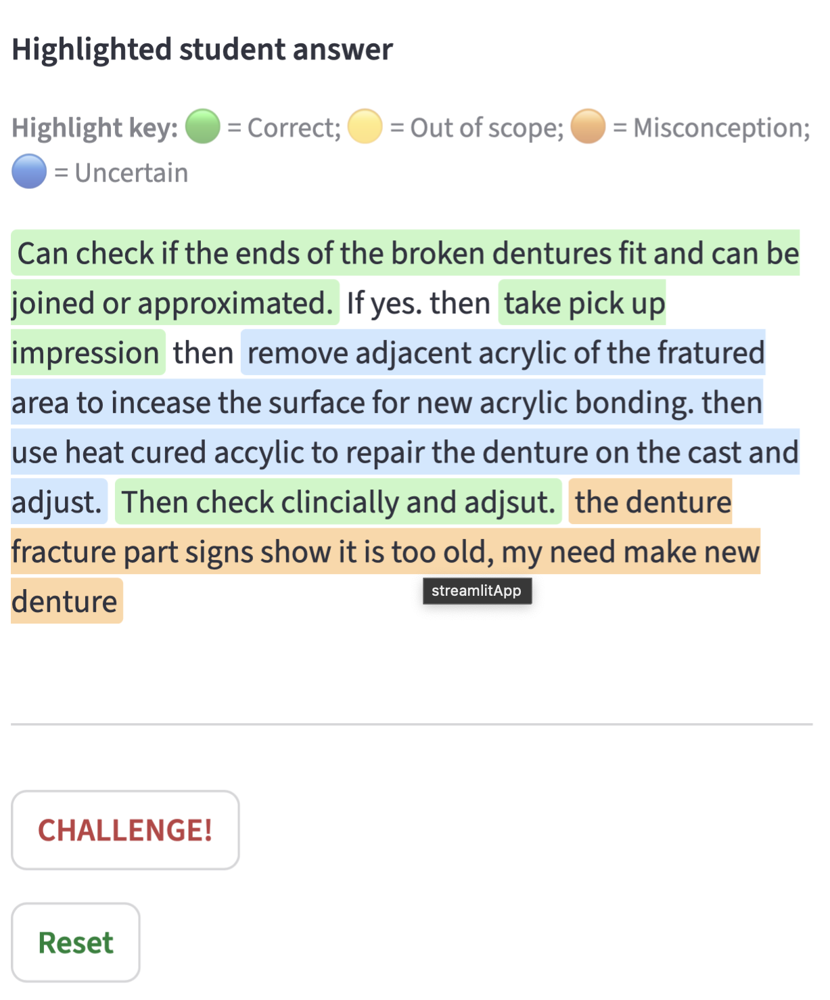 Highlighted student answer
Highlight key: = Correct; = Out of scope; = Misconception;
= Uncertain
Can check if the ends of the broken dentures fit and can be
joined or approximated. If yes. then take pick up
impression then remove adjacent acrylic of the fratured
area to incease the surface for new acrylic bonding. then
use heat cured accylic to repair the denture on the cast and
adjust. Then check clincially and adjsut. the denture
fracture part signs show it is too old, my need make new
denture
streamlitApp
CHALLENGE!
Reset